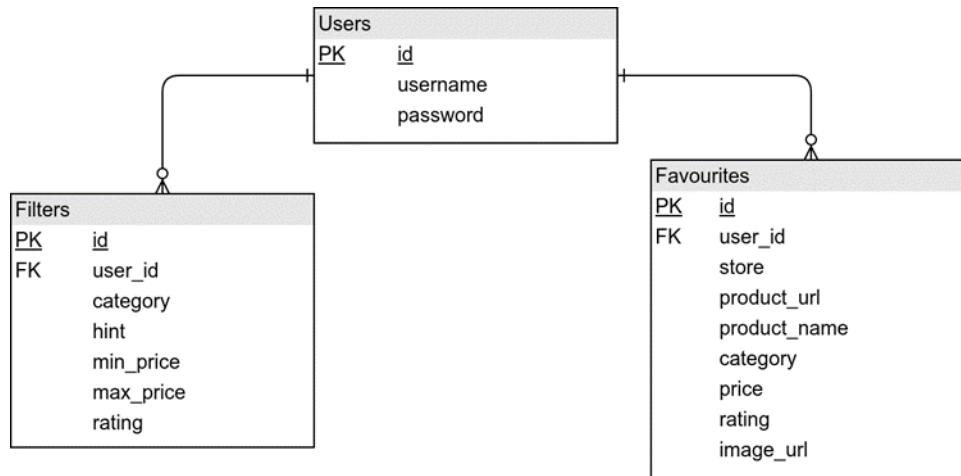 Users
PK id
username
password
Filters
PK id
FK user_id
category
hint
min_price
max_price
rating
Favourites
PK id
FK user_id
store
product_url
product_name
category
price
rating
image_url